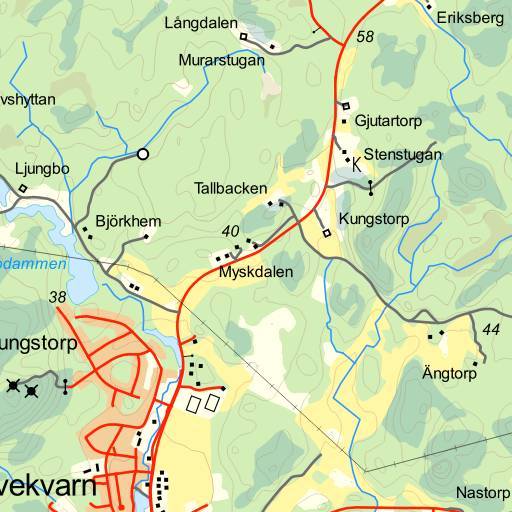 Eriksberg
Långdalen
58
Murarstugan
vshyttan
Gjutartorp
Stenstugan
K
Ljungbo
Tallbacken
Björkhem
40
Kungstorp
ödammen
Myskdalen
38
44
ungstorp
Ängtorp
vekvarn
Nastorp